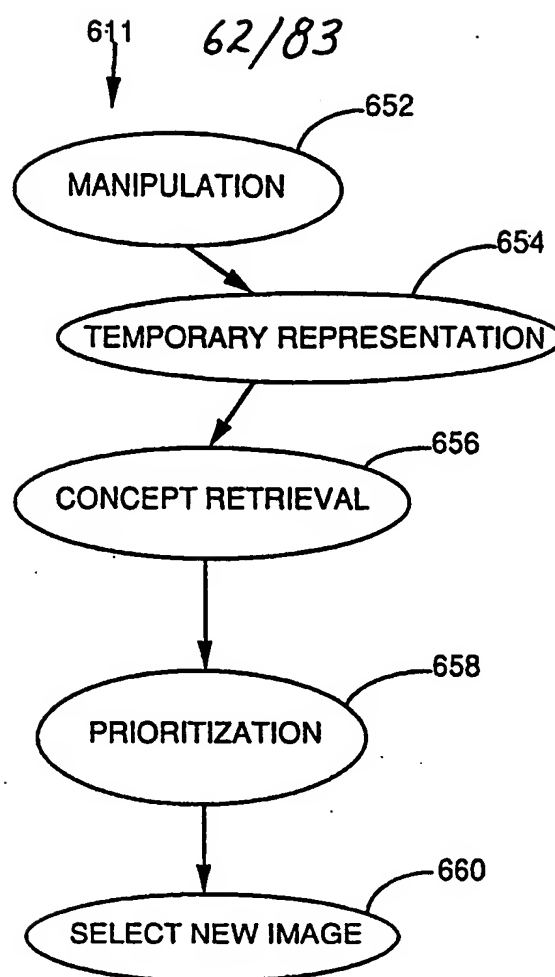 611 62/83
652
MANIPULATION
654
TEMPORARY REPRESENTATION
656
CONCEPT RETRIEVAL
658
PRIORITIZATION
660
SELECT NEW IMAGE